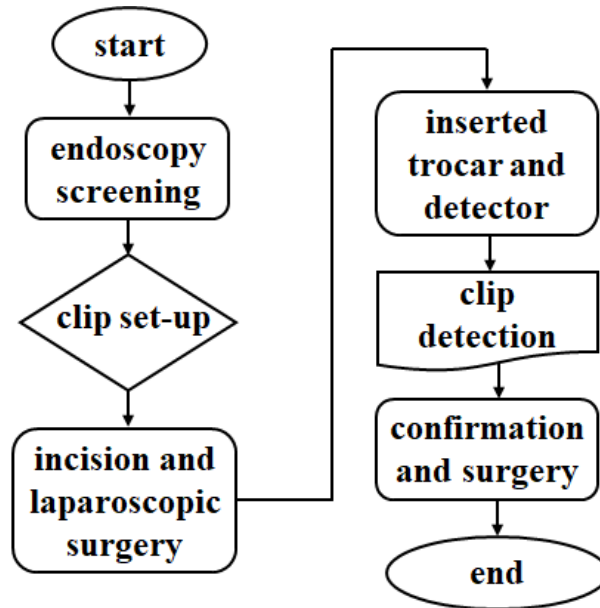 start
endoscopy
screening
clip set-up
incision and
laparoscopic
surgery
inserted
trocar and
detector
clip
detection
confirmation
and surgery
end